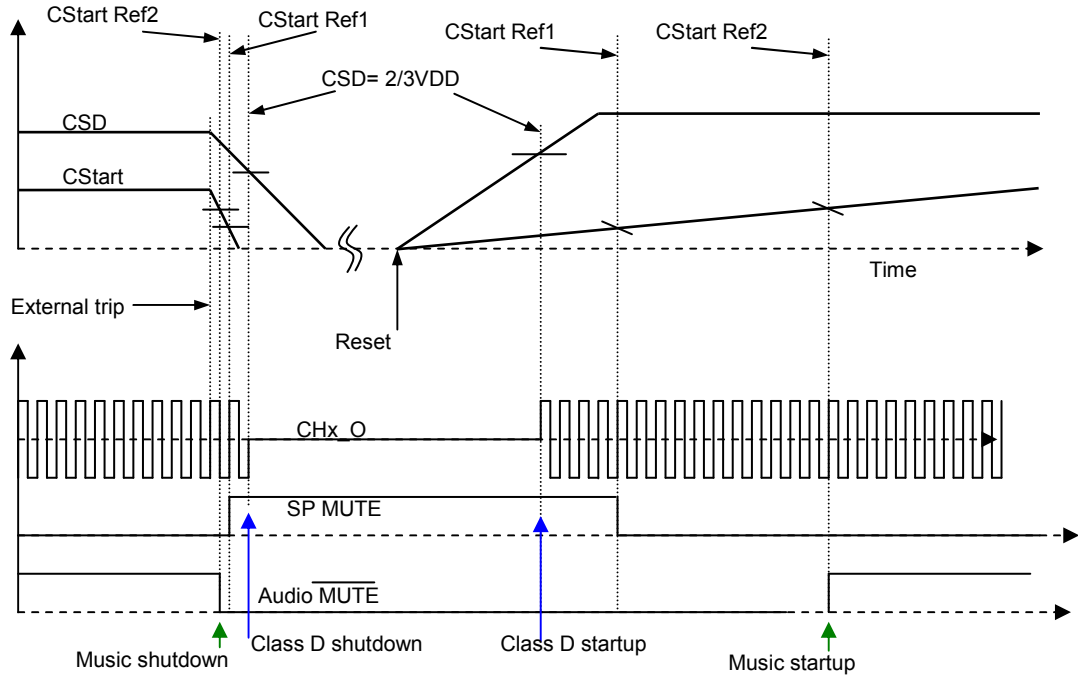 CStart Ref2
CStart Ref1
CStart Ref1
CStart Ref2
CSD= 2/3VDD
CSD
CStart
Time
External trip
Reset
CHx_O
SP MUTE
Audio MUTE
Music shutdown
Class D shutdown
Class D startup
Music startup